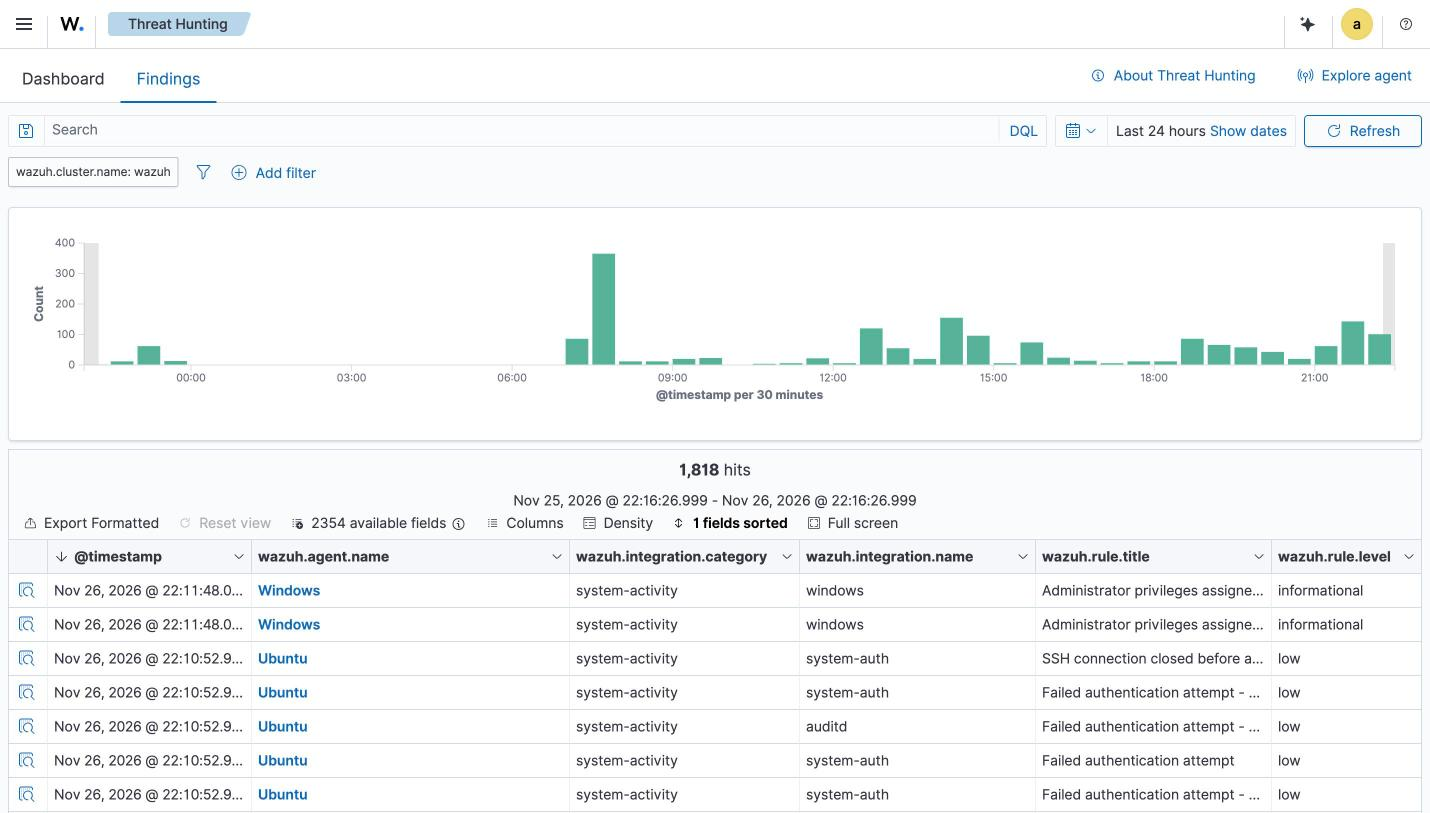 W. Threat Hunting a
Dashboard Findings About Threat Hunting Explore agent
Search DQL Last 24 hours Show dates Refresh
wazuh.cluster.name: wazuh Add filter
400
300
200
100
0
Count
00:00 03:00 06:00 09:00 12:00 15:00 18:00 21:00
@timestamp per 30 minutes
1,818 hits
Nov 25, 2026 @ 22:16:26.999 - Nov 26, 2026 @ 22:16:26.999
Export Formatted Reset view 2354 available fields Columns Density 1 fields sorted Full screen
@timestamp wazuh.agent.name wazuh.integration.category wazuh.integration.name wazuh.rule.title wazuh.rule.level
Nov 26, 2026 @ 22:11:48.0... Windows system-activity windows Administrator privileges assigne... informational
Nov 26, 2026 @ 22:11:48.0... Windows system-activity windows Administrator privileges assigne... informational
Nov 26, 2026 @ 22:10:52.9... Ubuntu system-activity system-auth SSH connection closed before a... low
Nov 26, 2026 @ 22:10:52.9... Ubuntu system-activity system-auth Failed authentication attempt - ... low
Nov 26, 2026 @ 22:10:52.9... Ubuntu system-activity auditd Failed authentication attempt - ... low
Nov 26, 2026 @ 22:10:52.9... Ubuntu system-activity system-auth Failed authentication attempt low
Nov 26, 2026 @ 22:10:52.9... Ubuntu system-activity system-auth Failed authentication attempt - ... low